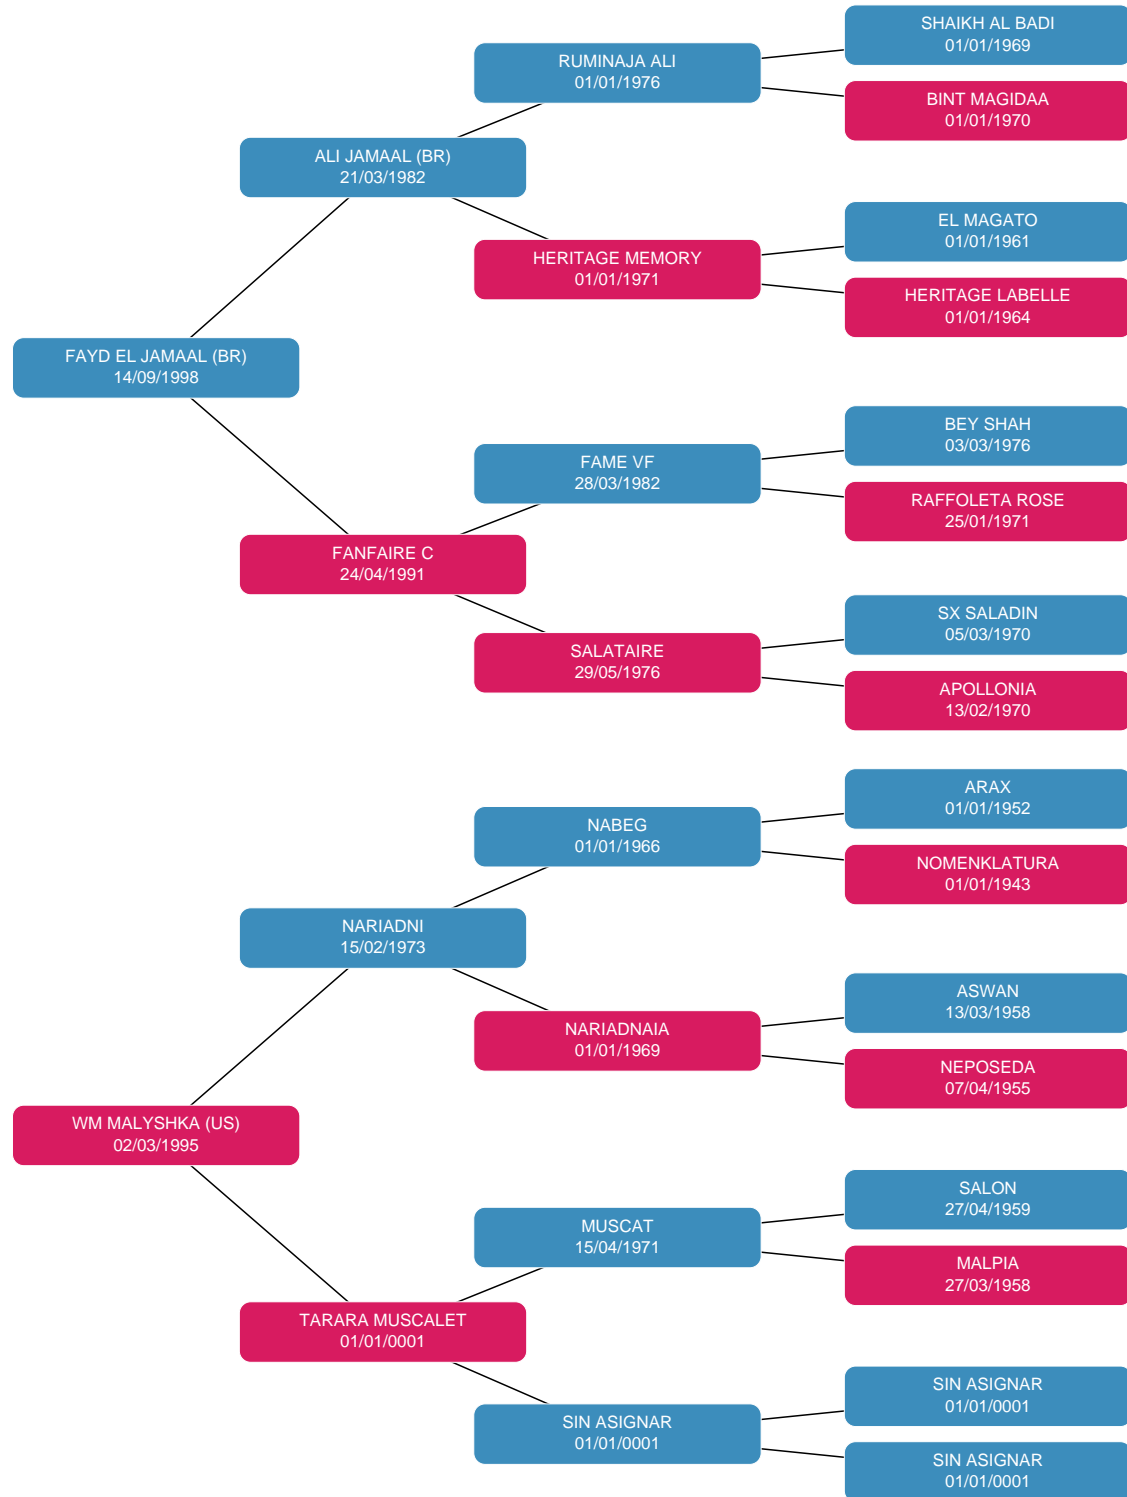 SHAIKH AL BADI
01/01/1969
RUMINAJA ALI
01/01/1976
BINT MAGIDAA
01/01/1970
ALI JAMAAL (BR)
21/03/1982
EL MAGATO
01/01/1961
HERITAGE MEMORY
01/01/1971
HERITAGE LABELLE
01/01/1964
FAYD EL JAMAAL (BR)
14/09/1998
BEY SHAH
03/03/1976
FAME VF
28/03/1982
RAFFOLETA ROSE
25/01/1971
FANFAIRE C
24/04/1991
SX SALADIN
05/03/1970
SALATAIRE
29/05/1976
APOLLONIA
13/02/1970
ARAX
01/01/1952
NABEG
01/01/1966
NOMENKLATURA
01/01/1943
NARIADNI
15/02/1973
ASWAN
13/03/1958
NARIADNAIA
01/01/1969
NEPOSEDA
07/04/1955
WM MALYSHKA (US)
02/03/1995
SALON
27/04/1959
MUSCAT
15/04/1971
MALPIA
27/03/1958
TARARA MUSCALET
01/01/0001
SIN ASIGNAR
01/01/0001
SIN ASIGNAR
01/01/0001
SIN ASIGNAR
01/01/0001